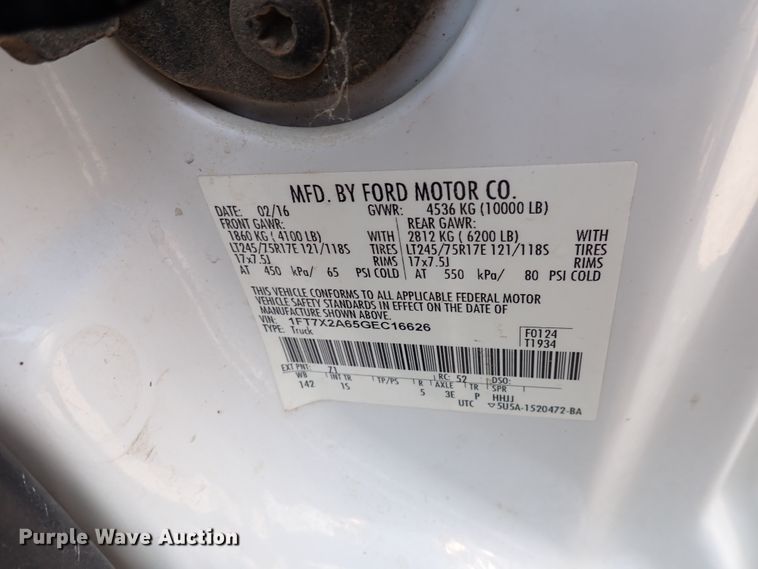 MFD. BY FORD MOTOR CO.
DATE: 02/16 GVWR: 4536 KG (10000 LB)
FRONT GAWR: REAR GAWR:
1860 KG ( 4100 LB) WITH 2812 KG ( 6200 LB) WITH
LT245/75R17E 121/118S TIRES LT245/75R17E 121/118S TIRES
17x7.5J RIMS 17x7.5J RIMS
AT 450 kPa/ 65 PSI COLD AT 550 kPa/ 80 PSI COLD
THIS VEHICLE CONFORMS TO ALL APPLICABLE FEDERAL MOTOR
VEHICLE SAFETY STANDARDS IN EFFECT ON THE DATE OF
MANUFACTURE SHOWN ABOVE.
VIN: 1FT7X2A65GEC16626 F0124
TYPE: Truck T1934
EXT PNT: Z1 RC: 52 DSO:
WB INT TR TP/PS R AXLE TR SPR
142 IS 5 3E P HHJJ
UTC ▽5U5A-1520472-BA
Purple Wave Auction